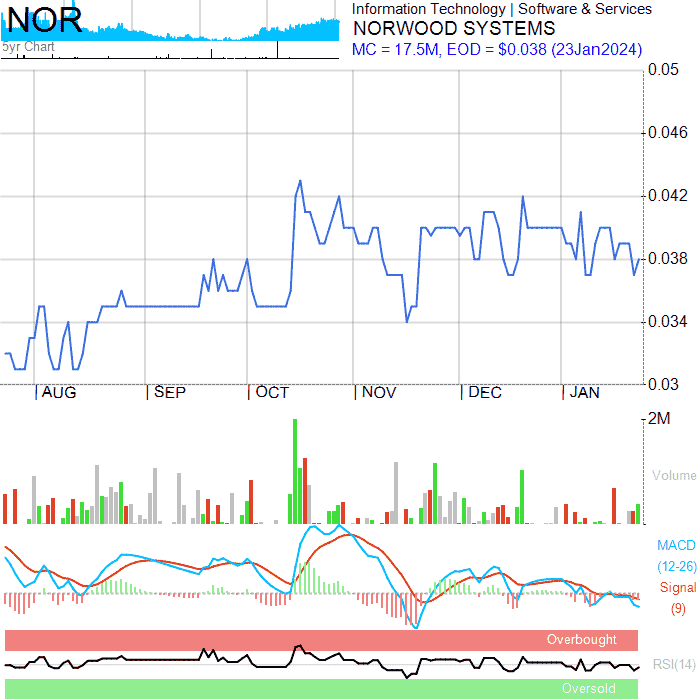 NOR
5yr Chart
Information Technology | Software & Services
NORWOOD SYSTEMS
MC = 17.5M, EOD = $0.038 (23Jan2024)
0.05
0.046
0.042
0.038
0.034
0.03
AUG SEP OCT NOV DEC JAN
2M
Volume
MACD
(12-26)
Signal
(9)
Overbought
RSI(14)
Oversold